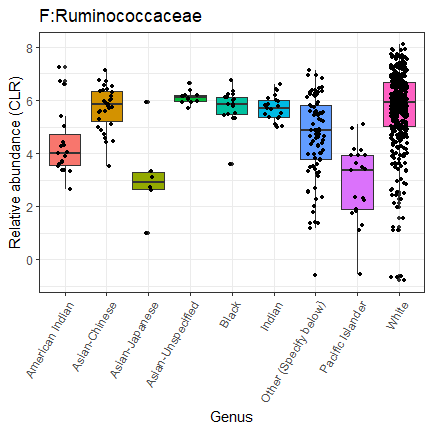 F:Ruminococcaceae
Relative abundance (CLR)
8
6
4
2
0
American Indian
Asian-Chinese
Asian-Japanese
Asian-Unspecified
Black
Indian
Other (Specify below)
Pacific Islander
White
Genus